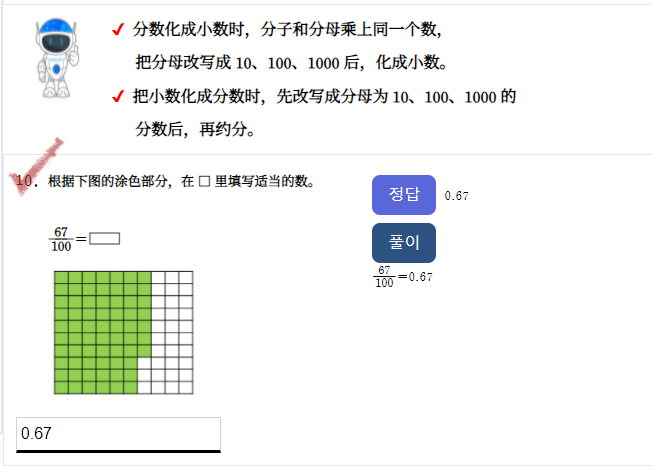 ✓ 分数化成小数时，分子和分母乘上同一个数，
把分母改写成 10、100、1000 后，化成小数。
✓ 把小数化成分数时，先改写成分母为 10、100、1000 的
分数后，再约分。
10. 根据下图的涂色部分，在 □ 里填写适当的数。
67/100=□
0.67
정답 0.67
풀이
67/100=0.67